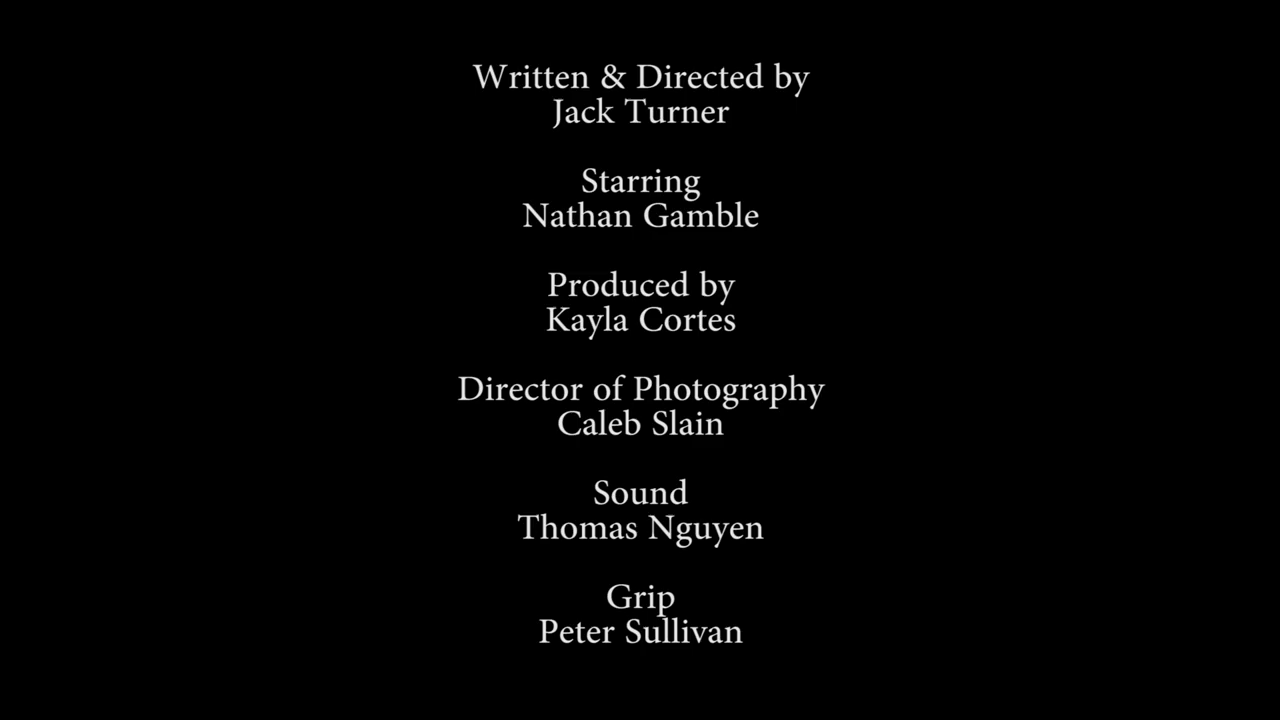 Written & Directed by
Jack Turner
Starring
Nathan Gamble
Produced by
Kayla Cortes
Director of Photography
Caleb Slain
Sound
Thomas Nguyen
Grip
Peter Sullivan